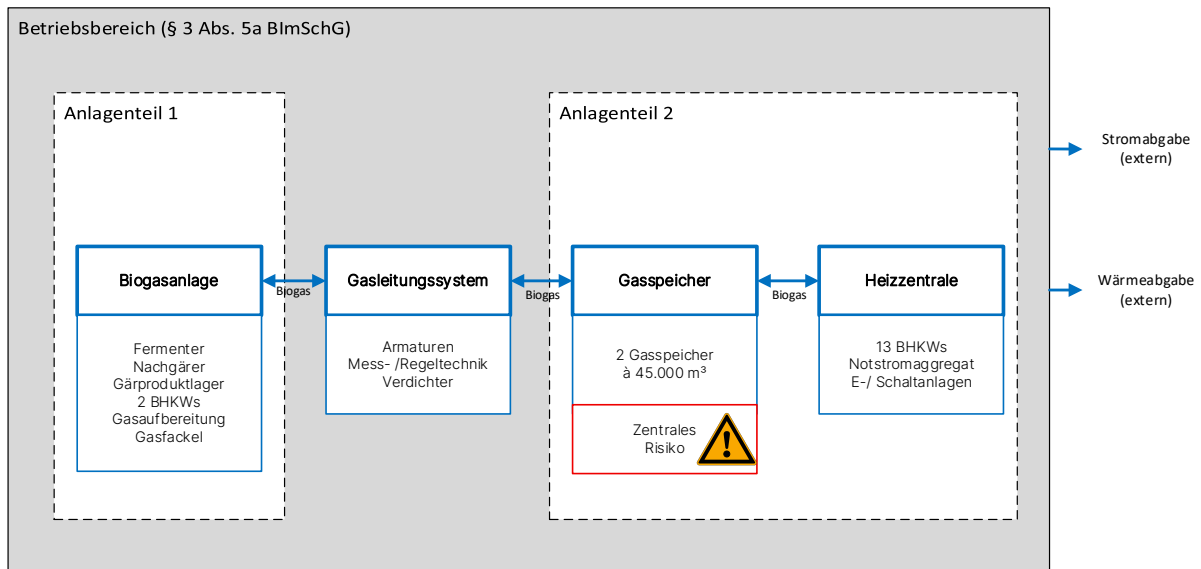 Betriebsbereich (§ 3 Abs. 5a BImSchG)
Anlagenteil 1
Anlagenteil 2
Stromabgabe
(extern)
Wärmeabgabe
(extern)
Biogasanlage
Biogas
Gasleitungssystem
Biogas
Gasspeicher
Biogas
Heizzentrale
Fermenter
Nachgärer
Gärproduktlager
2 BHKWs
Gasaufbereitung
Gasfackel
Armaturen
Mess- /Regeltechnik
Verdichter
2 Gasspeicher
à 45.000 m³
Zentrales
Risiko
13 BHKWs
Notstromaggregat
E-/ Schaltanlagen